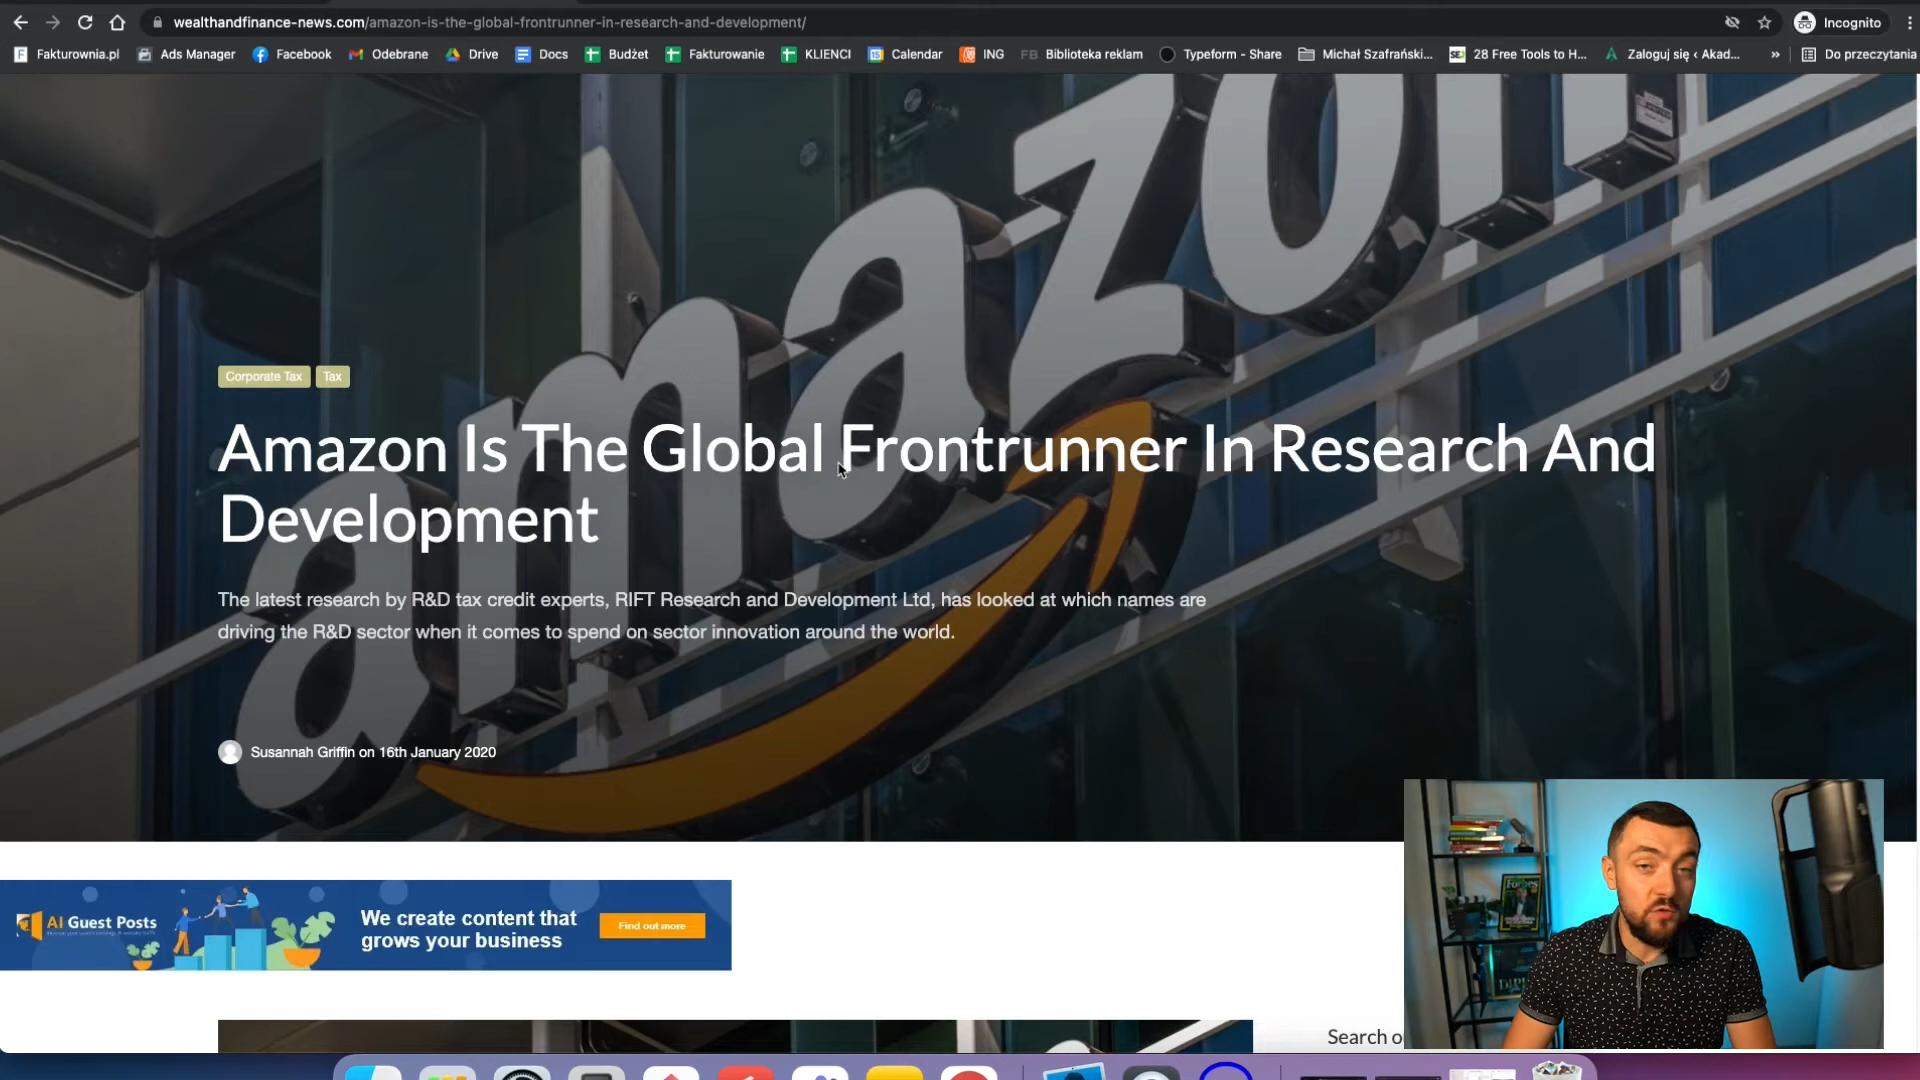 wealthandfinance-news.com/amazon-is-the-global-frontrunner-in-research-and-development/
Incognito
Fakturownia.pl
Ads Manager
Facebook
Odebrane
Drive
Docs
Budżet
Fakturowanie
KLIENCI
Calendar
ING
FB Biblioteka reklam
Typeform - Share
Michał Szafrański...
28 Free Tools to H...
Zaloguj się ‹ Akad...
»
Do przeczytania
amazon
Corporate Tax
Tax
Amazon Is The Global Frontrunner In Research And
Development
The latest research by R&D tax credit experts, RIFT Research and Development Ltd, has looked at which names are
driving the R&D sector when it comes to spend on sector innovation around the world.
Susannah Griffin on 16th January 2020
AI Guest Posts
We create content that
grows your business
Find out more
Forbes
Search